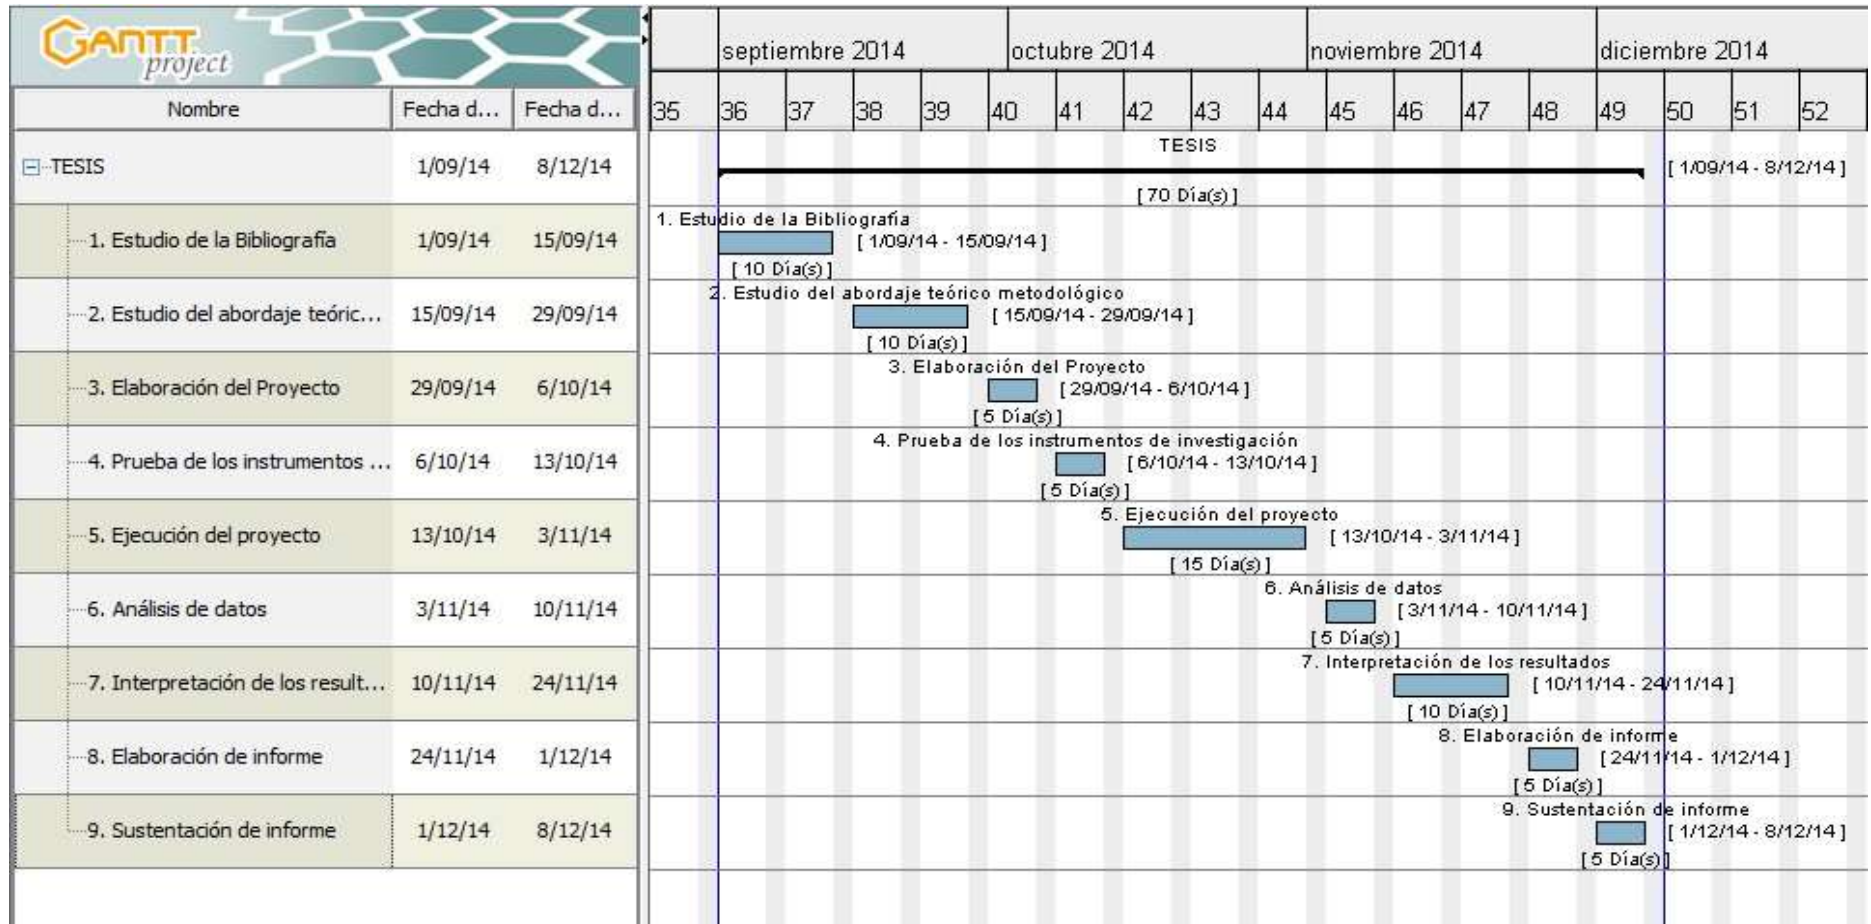 GANTT
project
septiembre 2014 octubre 2014 noviembre 2014 diciembre 2014
Nombre Fecha d... Fecha d... 35 36 37 38 39 40 41 42 43 44 45 46 47 48 49 50 51 52
TESIS
TESIS 1/09/14 8/12/14 [ 1/09/14 - 8/12/14 ]
[ 70 Día(s) ]
1. Estudio de la Bibliografía
1. Estudio de la Bibliografía 1/09/14 15/09/14 [ 1/09/14 - 15/09/14 ]
[ 10 Día(s) ]
2. Estudio del abordaje teórico metodológico
2. Estudio del abordaje teóric... 15/09/14 29/09/14 [ 15/09/14 - 29/09/14 ]
[ 10 Día(s) ]
3. Elaboración del Proyecto
3. Elaboración del Proyecto 29/09/14 6/10/14 [ 29/09/14 - 6/10/14 ]
[ 5 Día(s) ]
4. Prueba de los instrumentos de investigación
4. Prueba de los instrumentos ... 6/10/14 13/10/14 [ 6/10/14 - 13/10/14 ]
[ 5 Día(s) ]
5. Ejecución del proyecto
5. Ejecución del proyecto 13/10/14 3/11/14 [ 13/10/14 - 3/11/14 ]
[ 15 Día(s) ]
6. Análisis de datos
6. Análisis de datos 3/11/14 10/11/14 [ 3/11/14 - 10/11/14 ]
[ 5 Día(s) ]
7. Interpretación de los resultados
7. Interpretación de los result... 10/11/14 24/11/14 [ 10/11/14 - 24/11/14 ]
[ 10 Día(s) ]
8. Elaboración de informe
8. Elaboración de informe 24/11/14 1/12/14 [ 24/11/14 - 1/12/14 ]
[ 5 Día(s) ]
9. Sustentación de informe
9. Sustentación de informe 1/12/14 8/12/14 [ 1/12/14 - 8/12/14 ]
[ 5 Día(s) ]